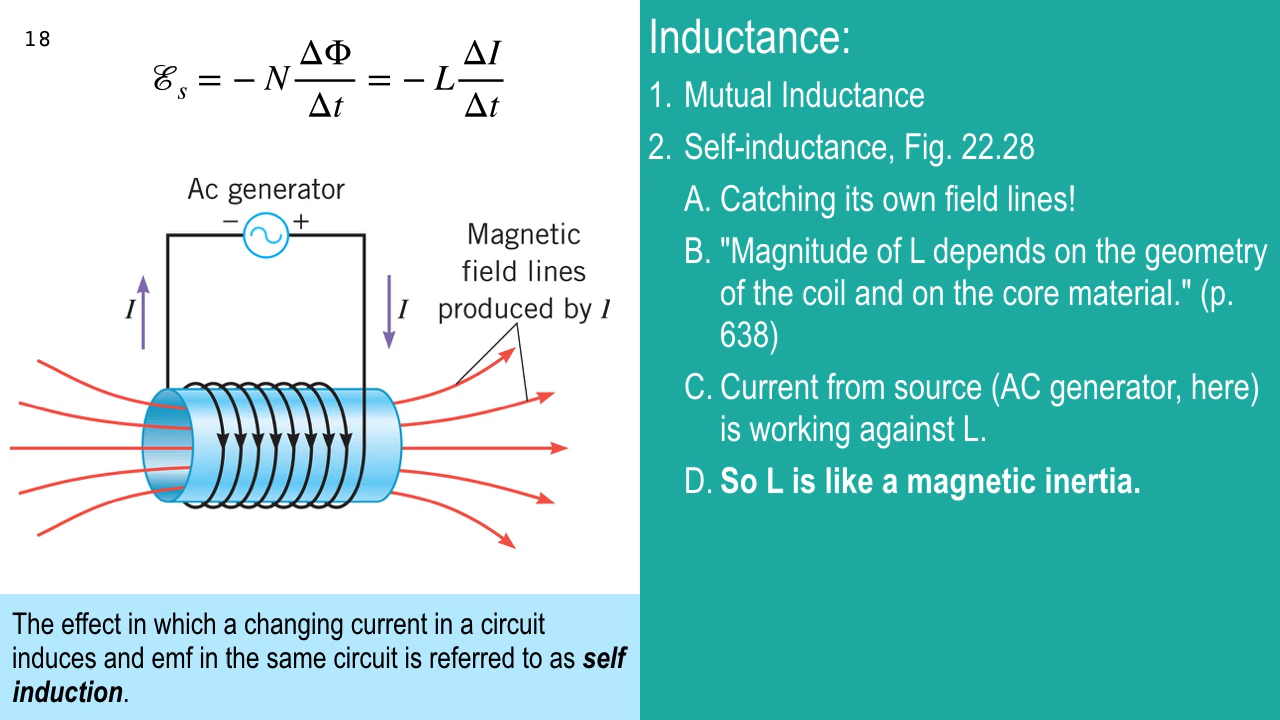 18
ℰs = − N ΔΦ/Δt = − L ΔI/Δt
Ac generator
− +
Magnetic
field lines
produced by I
I
I
The effect in which a changing current in a circuit
induces and emf in the same circuit is referred to as self
induction.
Inductance:
1. Mutual Inductance
2. Self-inductance, Fig. 22.28
A. Catching its own field lines!
B. "Magnitude of L depends on the geometry
of the coil and on the core material." (p.
638)
C. Current from source (AC generator, here)
is working against L.
D. So L is like a magnetic inertia.